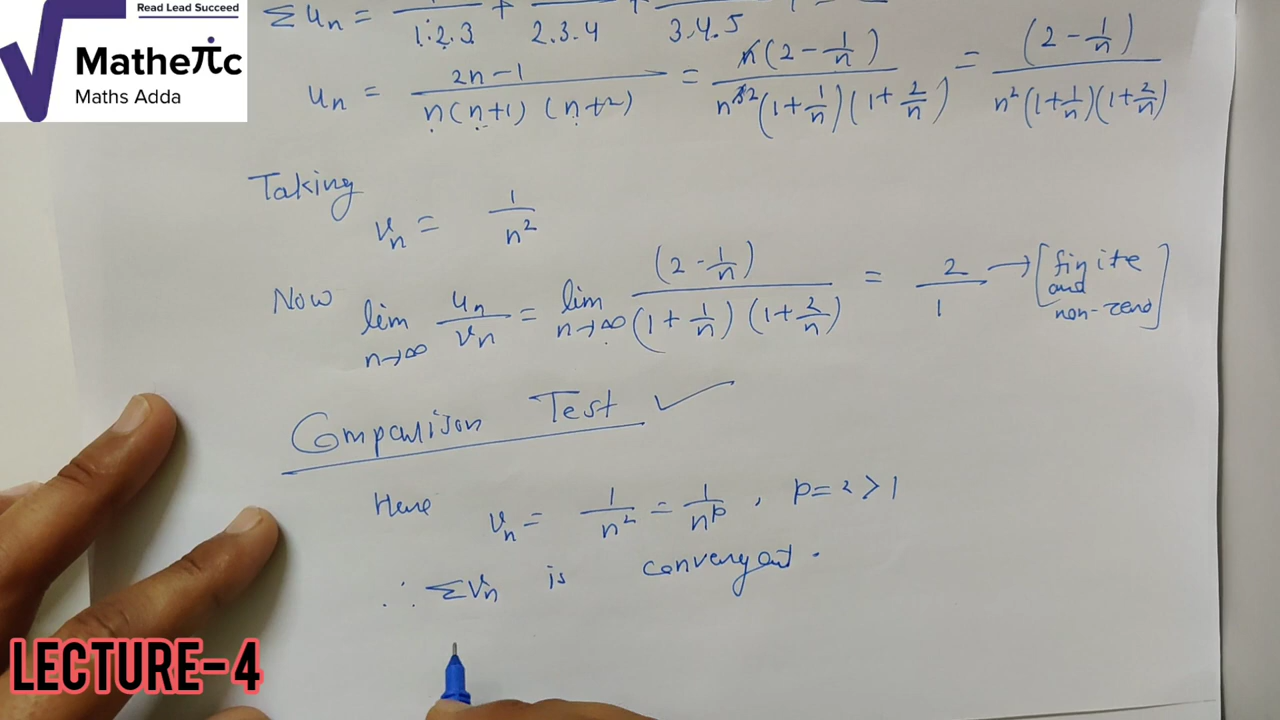 Read Lead Succeed
Matheπc
Maths Adda
Σ un = /1.2.3 + /2.3.4 + /3.4.5 +
un = 2n-1 / n(n+1) (n+2) = n(2 - 1/n) / n^32 (1+1/n)(1+2/n) = (2 - 1/n) / n²(1+1/n)(1+2/n)
Taking
vn = 1/n²
Now lim n→∞ un/vn = lim n→∞ (2 - 1/n) / (1+1/n) (1+2/n) = 2/1 → [finite and non-zero]
Comparison Test ✓
Here vn = 1/n² = 1/n^p , p=2>1
∴ Σvn is convergent.
LECTURE-4